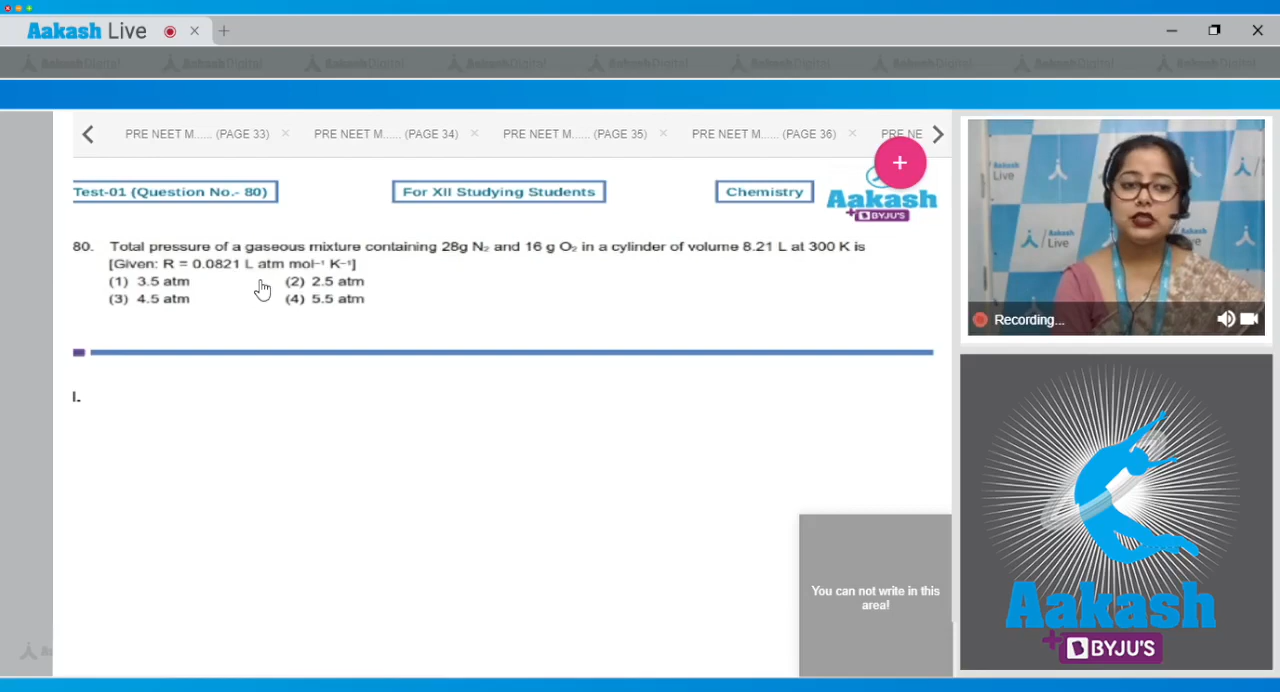 Aakash Live
PRE NEET M...... (PAGE 33)
PRE NEET M...... (PAGE 34)
PRE NEET M...... (PAGE 35)
PRE NEET M...... (PAGE 36)
PRE NE
Test-01 (Question No.- 80)
For XII Studying Students
Chemistry
Aakash
+BYJU'S
80. Total pressure of a gaseous mixture containing 28g N₂ and 16 g O₂ in a cylinder of volume 8.21 L at 300 K is
[Given: R = 0.0821 L atm mol⁻¹ K⁻¹]
(1) 3.5 atm (2) 2.5 atm
(3) 4.5 atm (4) 5.5 atm
I.
You can not write in this
area!
Aakash
Live
Recording...
Aakash
+BYJU'S